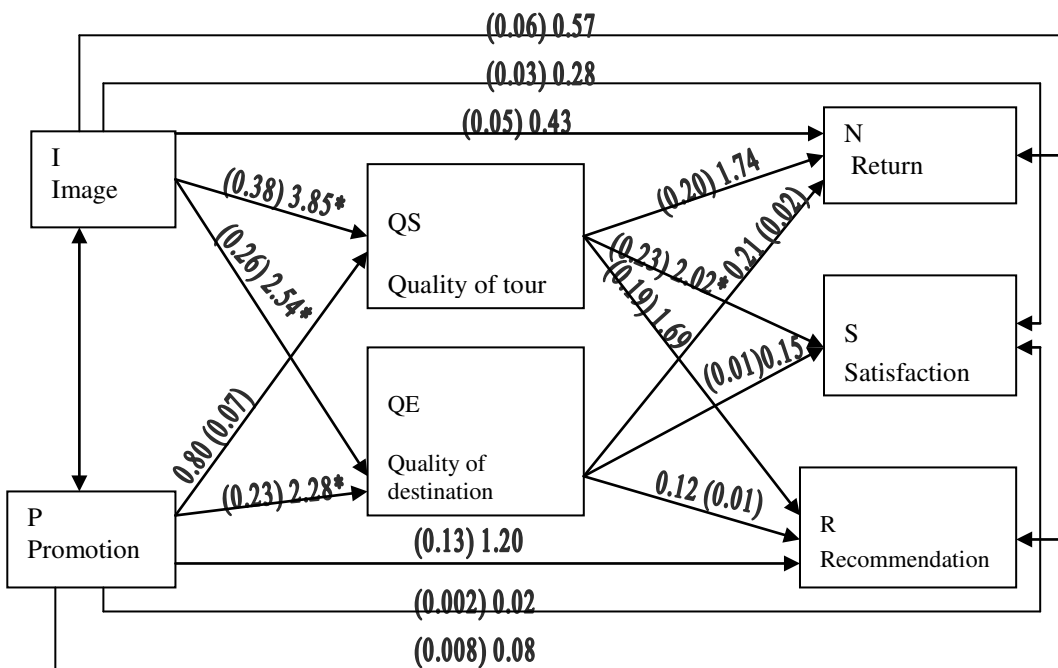 (0.06) 0.57
(0.03) 0.28
(0.05) 0.43
I
Image
N
Return
(0.38) 3.85*
(0.20) 1.74
QS
Quality of tour
(0.26) 2.54*
0.21 (0.02)
(0.23) 2.02*
(0.19) 1.69
S
Satisfaction
(0.01)0.15
QE
Quality of
destination
0.80 (0.07)
(0.23) 2.28*
0.12 (0.01)
P
Promotion
R
Recommendation
(0.13) 1.20
(0.002) 0.02
(0.008) 0.08